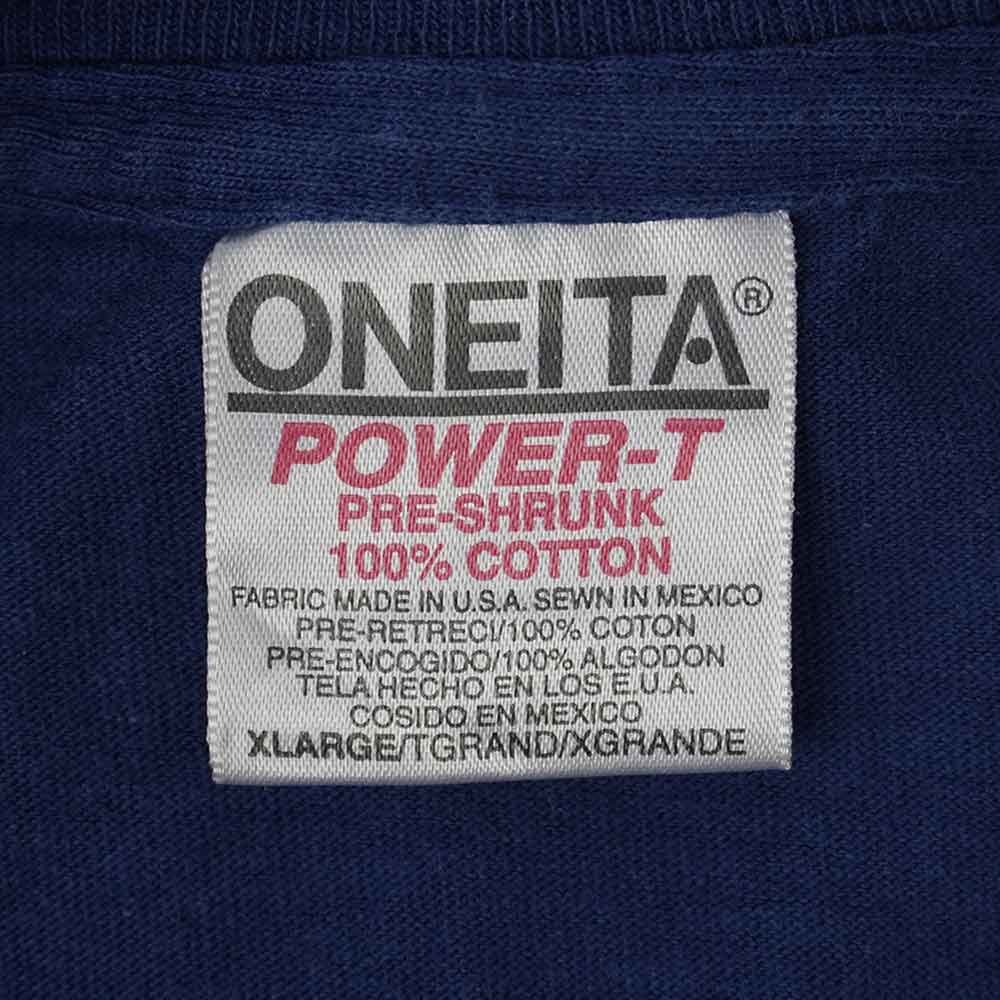 ONEITA®
POWER-T
PRE-SHRUNK
100% COTTON
FABRIC MADE IN U.S.A. SEWN IN MEXICO
PRE-RETRECI/100% COTON
PRE-ENCOGIDO/100% ALGODON
TELA HECHO EN LOS E.U.A.
COSIDO EN MEXICO
XLARGE/TGRAND/XGRANDE